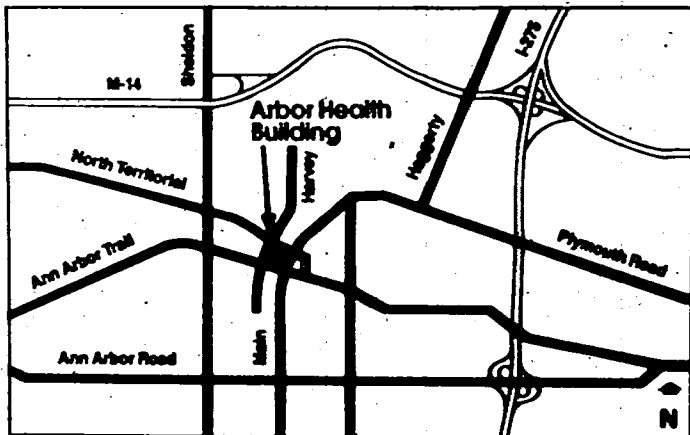 Sheldon
I-275
M-14
Arbor Health
Building
Harvey
Haggerty
North Territorial
Plymouth Road
Ann Arbor Trail
Main
Ann Arbor Road
N